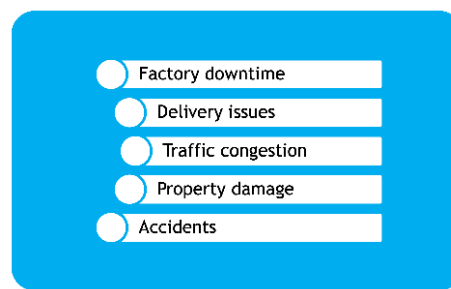 Factory downtime
Delivery issues
Traffic congestion
Property damage
Accidents